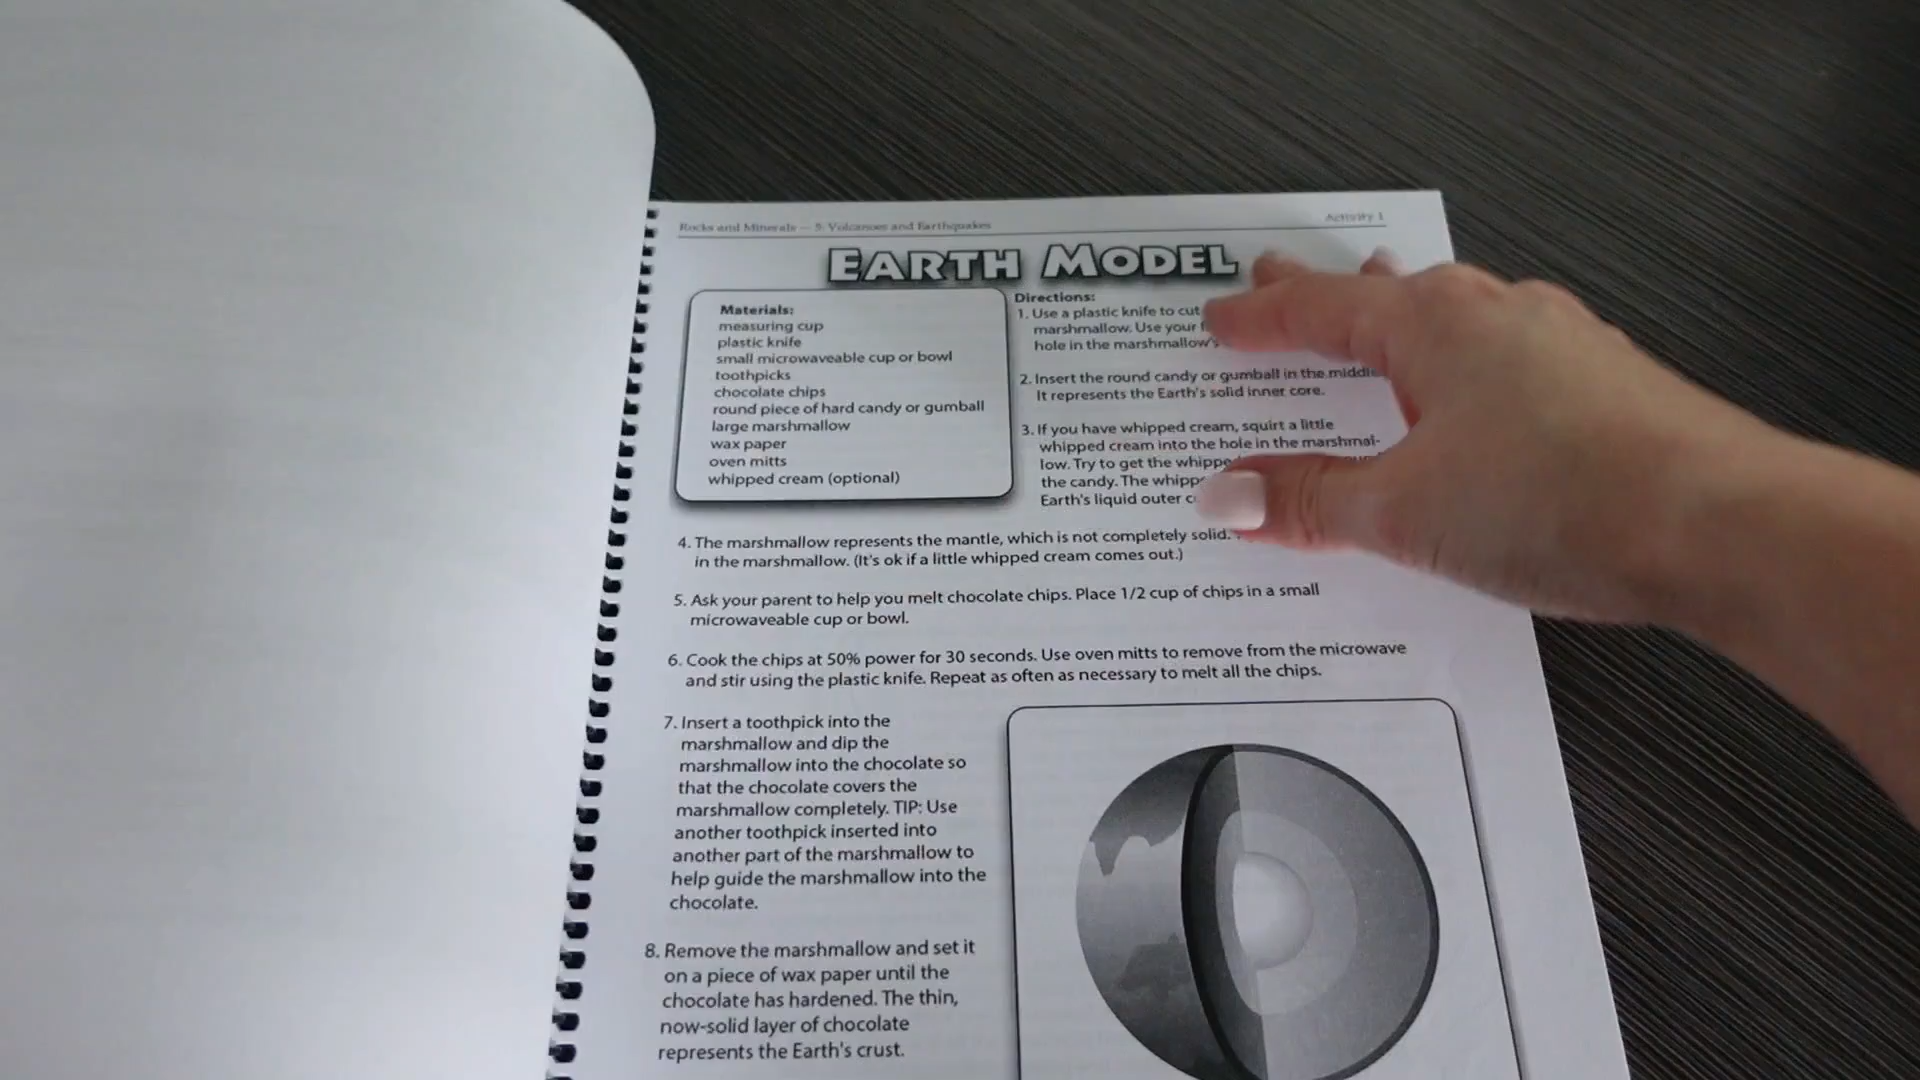 Rocks and Minerals — 5: Volcanoes and Earthquakes
Activity 1
EARTH MODEL
Materials:
measuring cup
plastic knife
small microwaveable cup or bowl
toothpicks
chocolate chips
round piece of hard candy or gumball
large marshmallow
wax paper
oven mitts
whipped cream (optional)
Directions:
1. Use a plastic knife to cut
marshmallow. Use your
hole in the marshmallow's
2. Insert the round candy or gumball in the middle
It represents the Earth's solid inner core.
3. If you have whipped cream, squirt a little
whipped cream into the hole in the marshmal-
low. Try to get the
the candy. The
Earth's liquid outer
4. The marshmallow represents the mantle, which is not completely solid.
in the marshmallow. (It's ok if a little whipped cream comes out.)
5. Ask your parent to help you melt chocolate chips. Place 1/2 cup of chips in a small
microwaveable cup or bowl.
6. Cook the chips at 50% power for 30 seconds. Use oven mitts to remove from the microwave
and stir using the plastic knife. Repeat as often as necessary to melt all the chips.
7. Insert a toothpick into the
marshmallow and dip the
marshmallow into the chocolate so
that the chocolate covers the
marshmallow completely. TIP: Use
another toothpick inserted into
another part of the marshmallow to
help guide the marshmallow into the
chocolate.
8. Remove the marshmallow and set it
on a piece of wax paper until the
chocolate has hardened. The thin,
now-solid layer of chocolate
represents the Earth's crust.